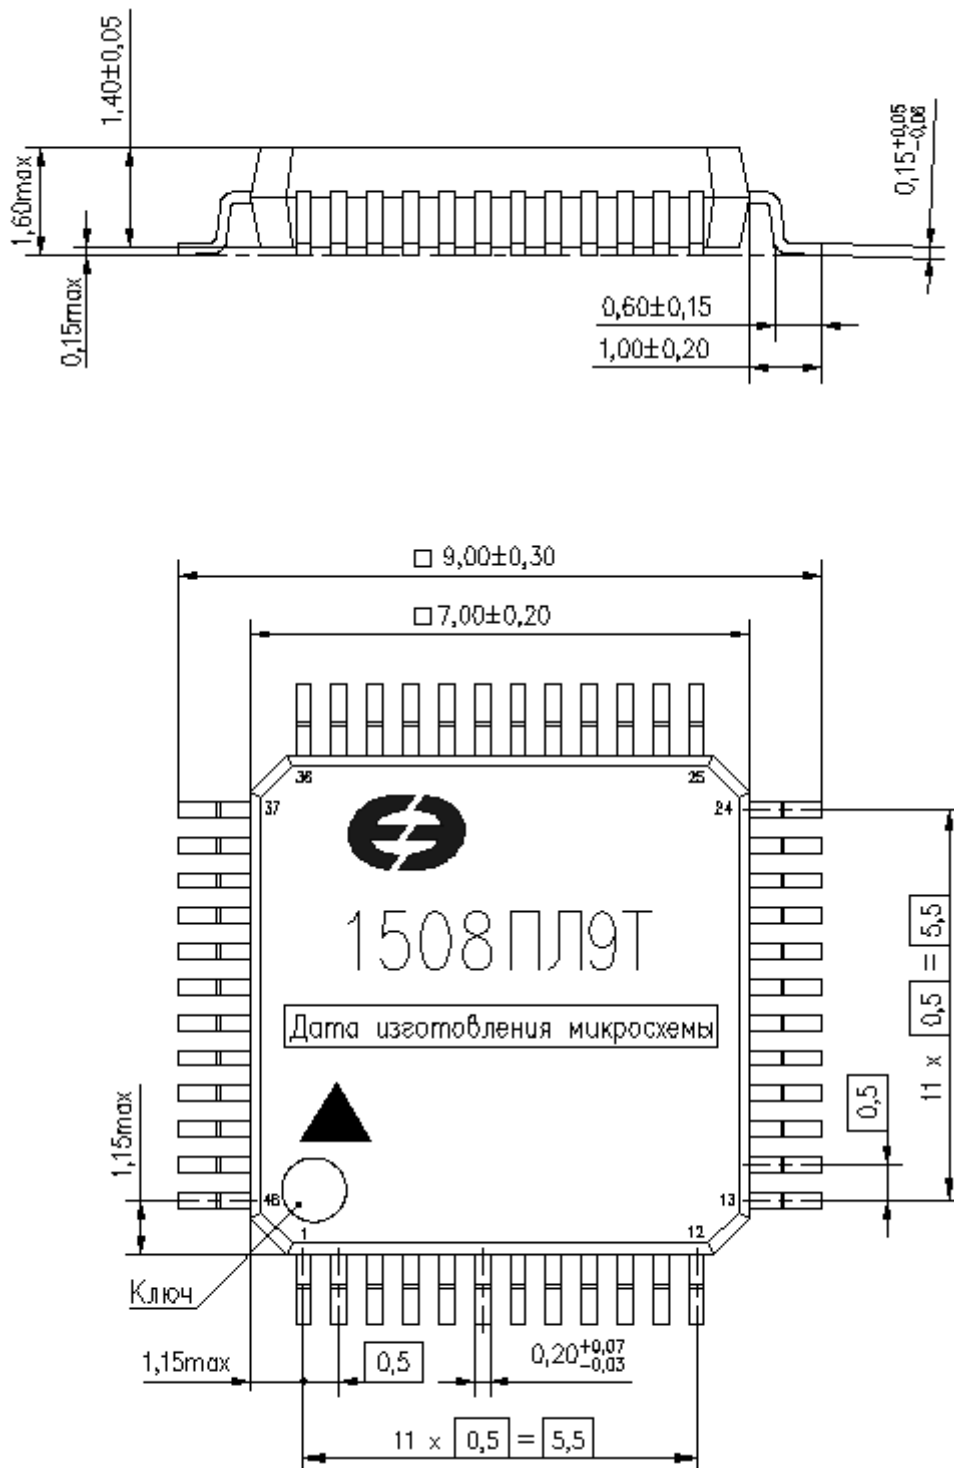 1,40±0,05
1,60max
0,15max
0,15+0,05 -0,06
0,60±0,15
1,00±0,20
□ 9,00±0,30
□ 7,00±0,20
36
25
37
24
1508ПЛ9Т
Дата изготовления микросхемы
11 x 0,5 = 5,5
0,5
1,15max
48
13
1
12
Ключ
1,15max
0,5
0,20+0,07 -0,03
11 x 0,5 = 5,5